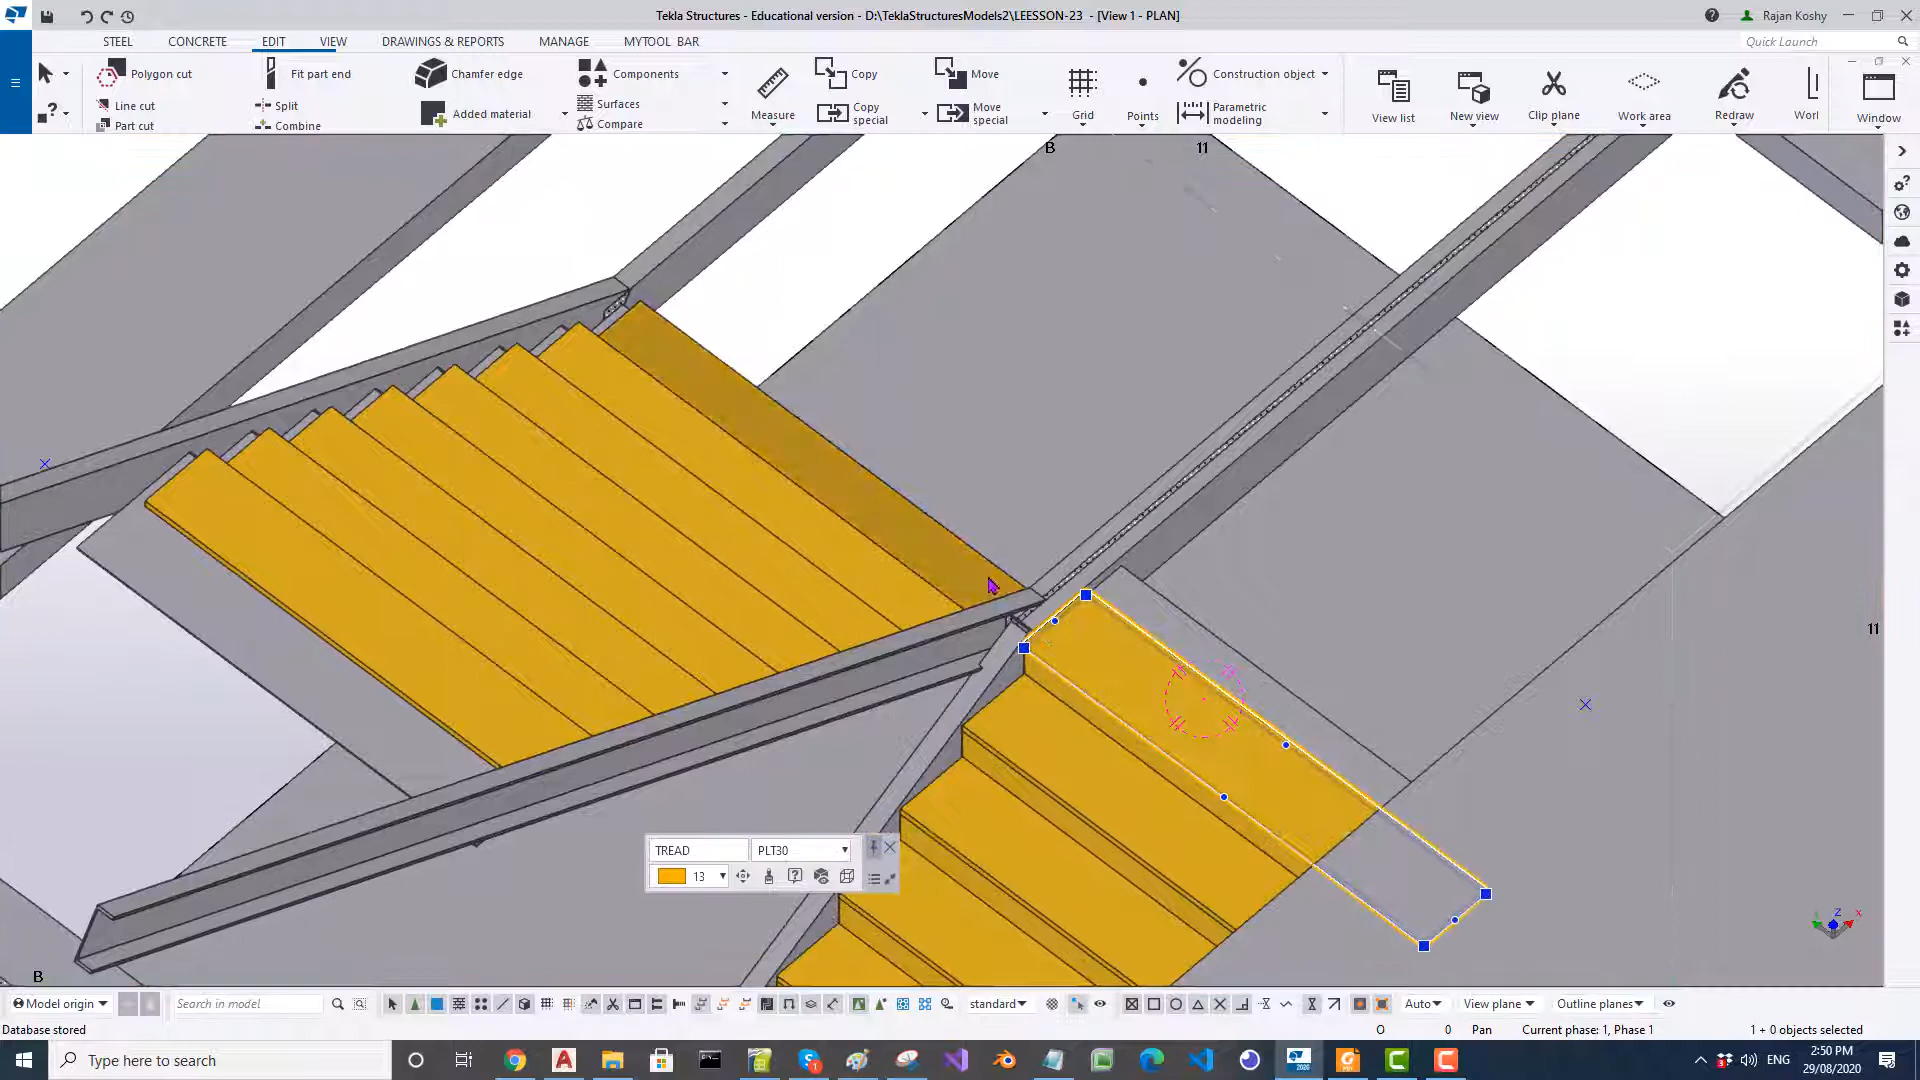 Tekla Structures - Educational version - D:\TeklaStructuresModels2\LEESSON-23 - [View 1 - PLAN]
Rajan Koshy
STEEL CONCRETE EDIT VIEW DRAWINGS & REPORTS MANAGE MYTOOL BAR
Quick Launch
Polygon cut
Line cut
Part cut
Fit part end
Split
Combine
Chamfer edge
Added material
Components
Surfaces
Compare
Measure
Copy
Copy special
Move
Move special
Grid
Points
Construction object
Parametric modeling
View list
New view
Clip plane
Work area
Redraw
Worl
Window
B
11
11
TREAD PLT30
13
Z
x
B
Model origin Search in model standard Auto View plane Outline planes
Database stored O 0 Pan Current phase: 1, Phase 1 1 + 0 objects selected
Type here to search
2020
ENG
2:50 PM
29/08/2020